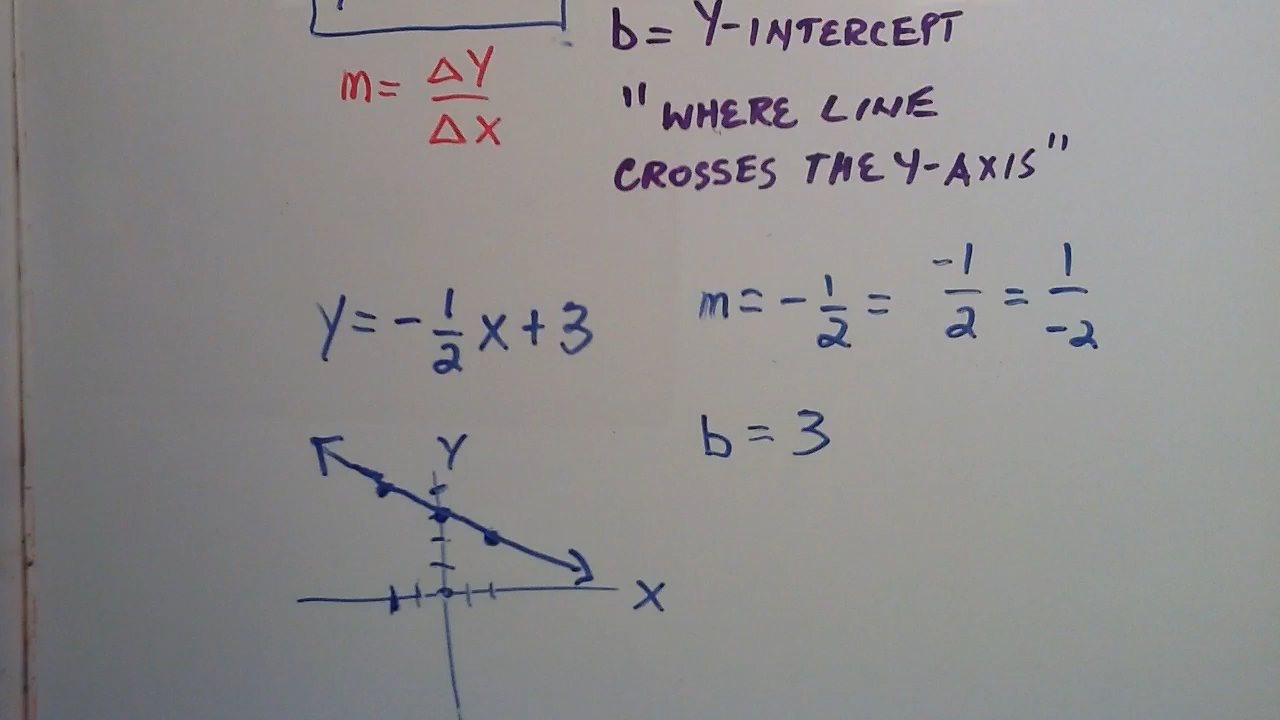 b = Y-INTERCEPT
m = ΔY/ΔX
"WHERE LINE
CROSSES THE Y-AXIS"
y = -1/2 x + 3
m = -1/2 = -1/2 = 1/-2
b = 3
Y
X